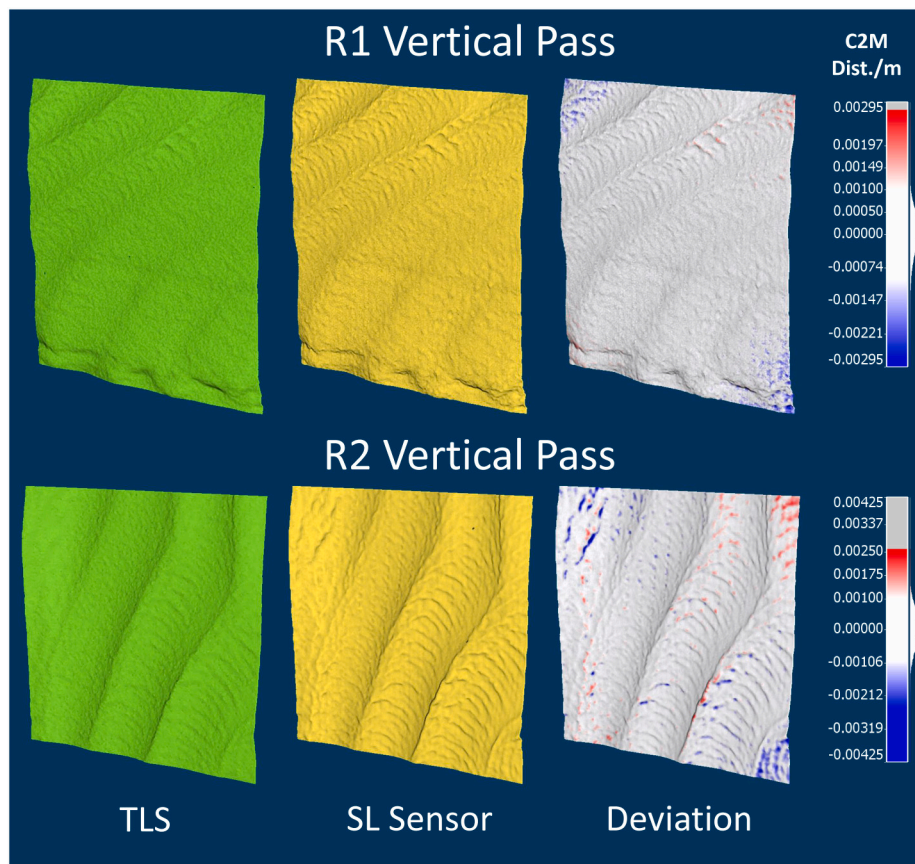 R1 Vertical Pass
C2M
Dist./m
0.00295
0.00197
0.00149
0.00100
0.00050
0.00000
-0.00074
-0.00147
-0.00221
-0.00295
R2 Vertical Pass
0.00425
0.00337
0.00250
0.00175
0.00100
0.00000
-0.00106
-0.00212
-0.00319
-0.00425
TLS
SL Sensor
Deviation